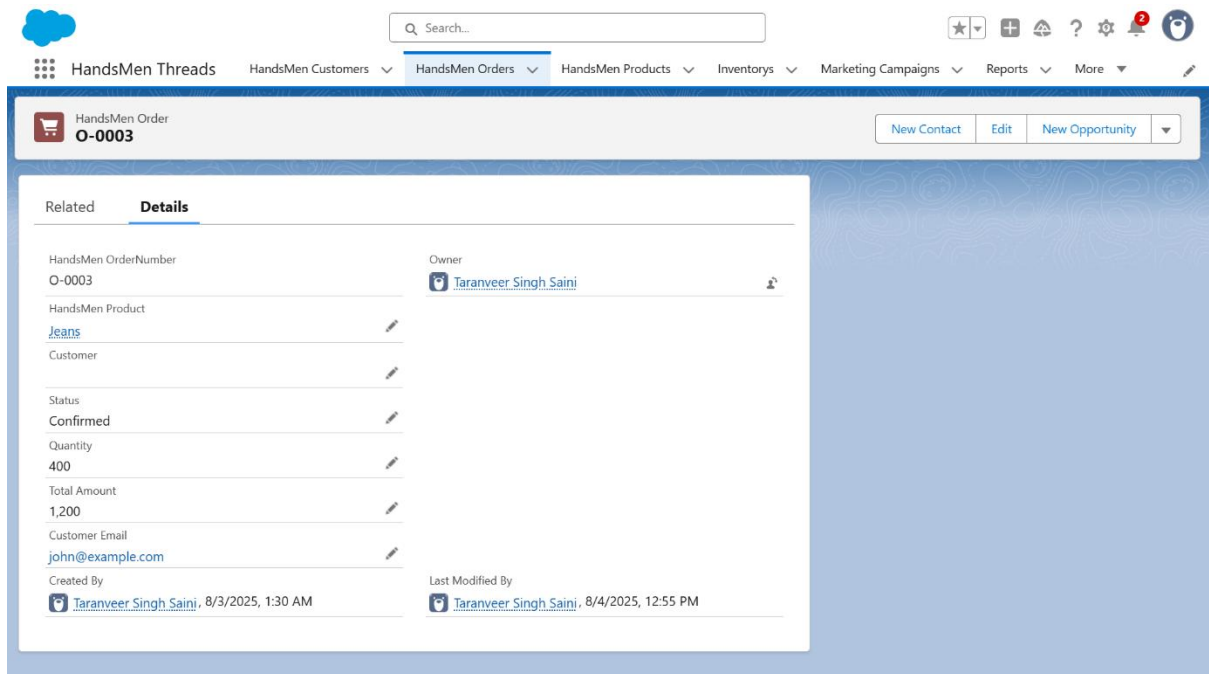 Search...
2
HandsMen Threads HandsMen Customers HandsMen Orders HandsMen Products Inventorys Marketing Campaigns Reports More
HandsMen Order
O-0003
New Contact Edit New Opportunity
Related Details
HandsMen OrderNumber
O-0003
Owner
Taranveer Singh Saini
HandsMen Product
Jeans
Customer
Status
Confirmed
Quantity
400
Total Amount
1,200
Customer Email
john@example.com
Created By
Taranveer Singh Saini, 8/3/2025, 1:30 AM
Last Modified By
Taranveer Singh Saini, 8/4/2025, 12:55 PM